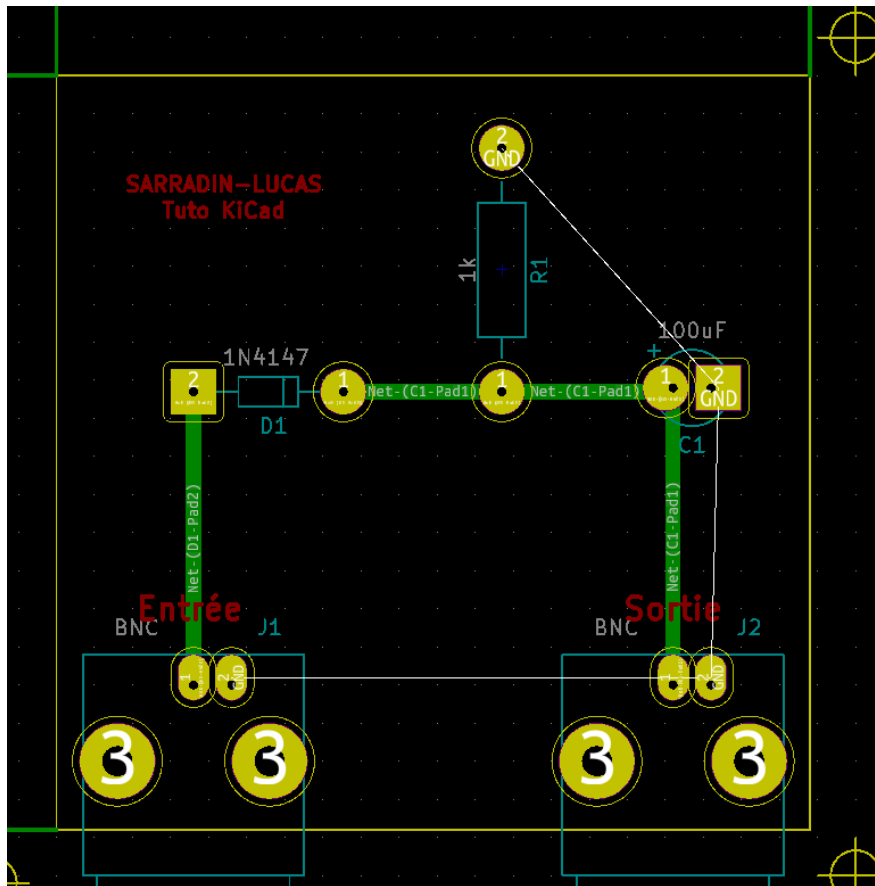 2
GND
SARRADIN-LUCAS
Tuto KiCad
1k
R1
100uF
1N4147
+
2
1
Net-(C1-Pad1)
1
Net-(C1-Pad1)
1
2
GND
D1
C1
Net-(D1-Pad2)
Net-(C1-Pad1)
Entrée
Sortie
BNC
J1
BNC
J2
1
2
GND
1
2
GND
3
3
3
3